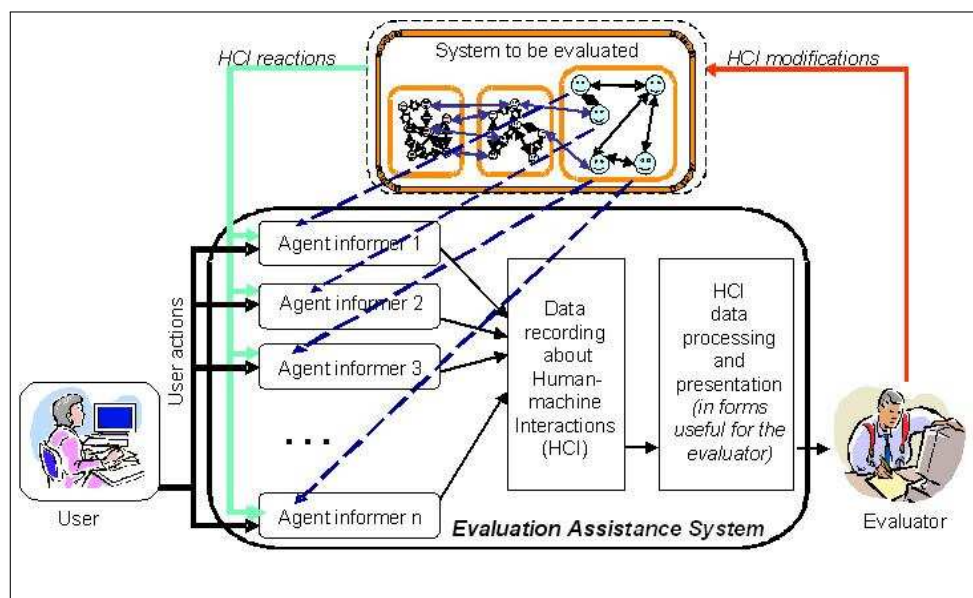 System to be evaluated
HCI reactions
HCI modifications
Agent informer 1
Agent informer 2
Agent informer 3
. . .
Agent informer n
User actions
Data
recording
about
Human-
machine
Interactions
(HCI)
HCI
data
processing
and
presentation
(in forms
useful for the
evaluator)
User
Evaluation Assistance System
Evaluator